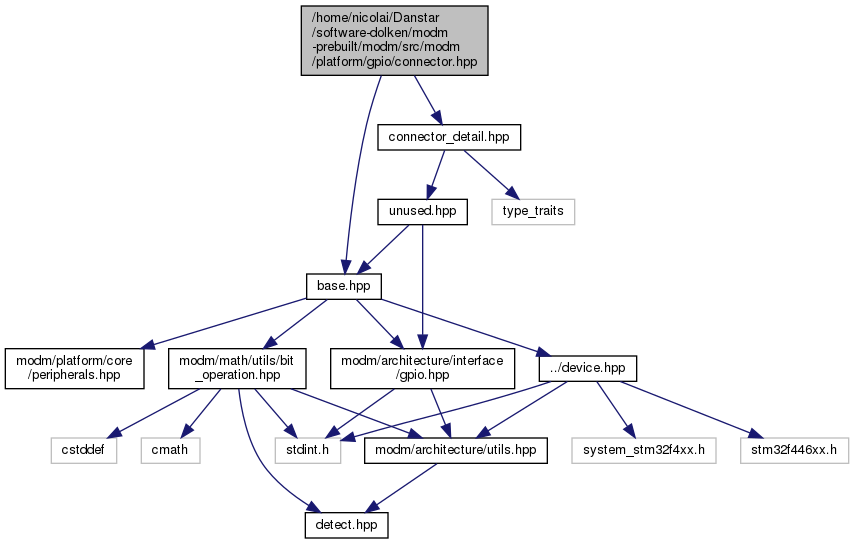 /home/nicolai/Danstar
/software-dolken/modm
-prebuilt/modm/src/modm
/platform/gpio/connector.hpp
connector_detail.hpp
unused.hpp
type_traits
base.hpp
modm/platform/core
/peripherals.hpp
modm/math/utils/bit
_operation.hpp
modm/architecture/interface
/gpio.hpp
../device.hpp
cstddef
cmath
stdint.h
modm/architecture/utils.hpp
system_stm32f4xx.h
stm32f446xx.h
detect.hpp